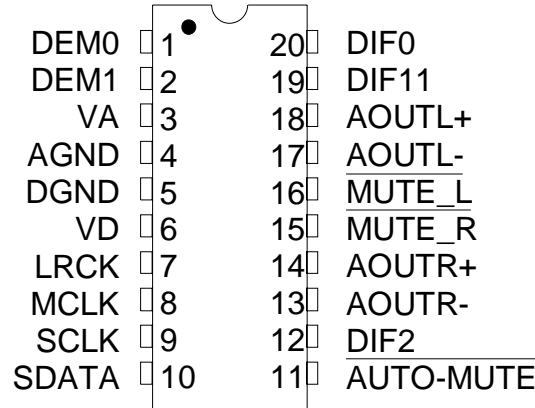 DEM0 1 20 DIF0
DEM1 2 19 DIF11
VA 3 18 AOUTL+
AGND 4 17 AOUTL-
DGND 5 16 MUTE_L
VD 6 15 MUTE_R
LRCK 7 14 AOUTR+
MCLK 8 13 AOUTR-
SCLK 9 12 DIF2
SDATA 10 11 AUTO-MUTE